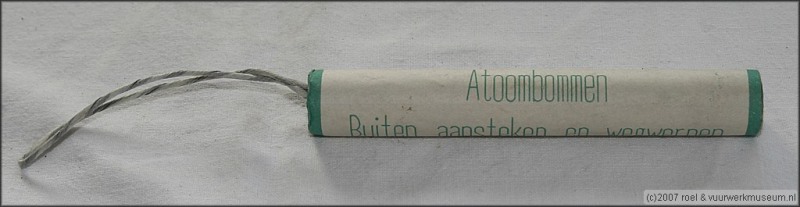 Atoombommen
Buiten aansteken en wegwerpen
(c)2007 roel & vuurwerkmuseum.nl